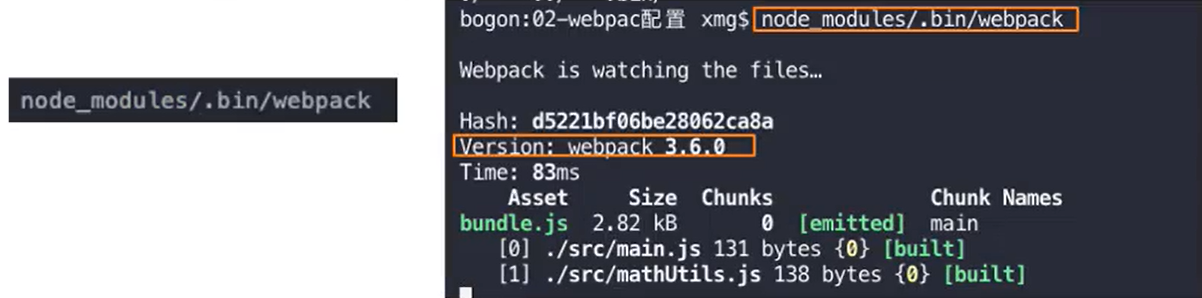 node_modules/.bin/webpack
bogon:02-webpac配置 xmg$ node_modules/.bin/webpack
Webpack is watching the files…
Hash: d5221bf06be28062ca8a
Version: webpack 3.6.0
Time: 83ms
Asset Size Chunks Chunk Names
bundle.js 2.82 kB 0 [emitted] main
[0] ./src/main.js 131 bytes {0} [built]
[1] ./src/mathUtils.js 138 bytes {0} [built]